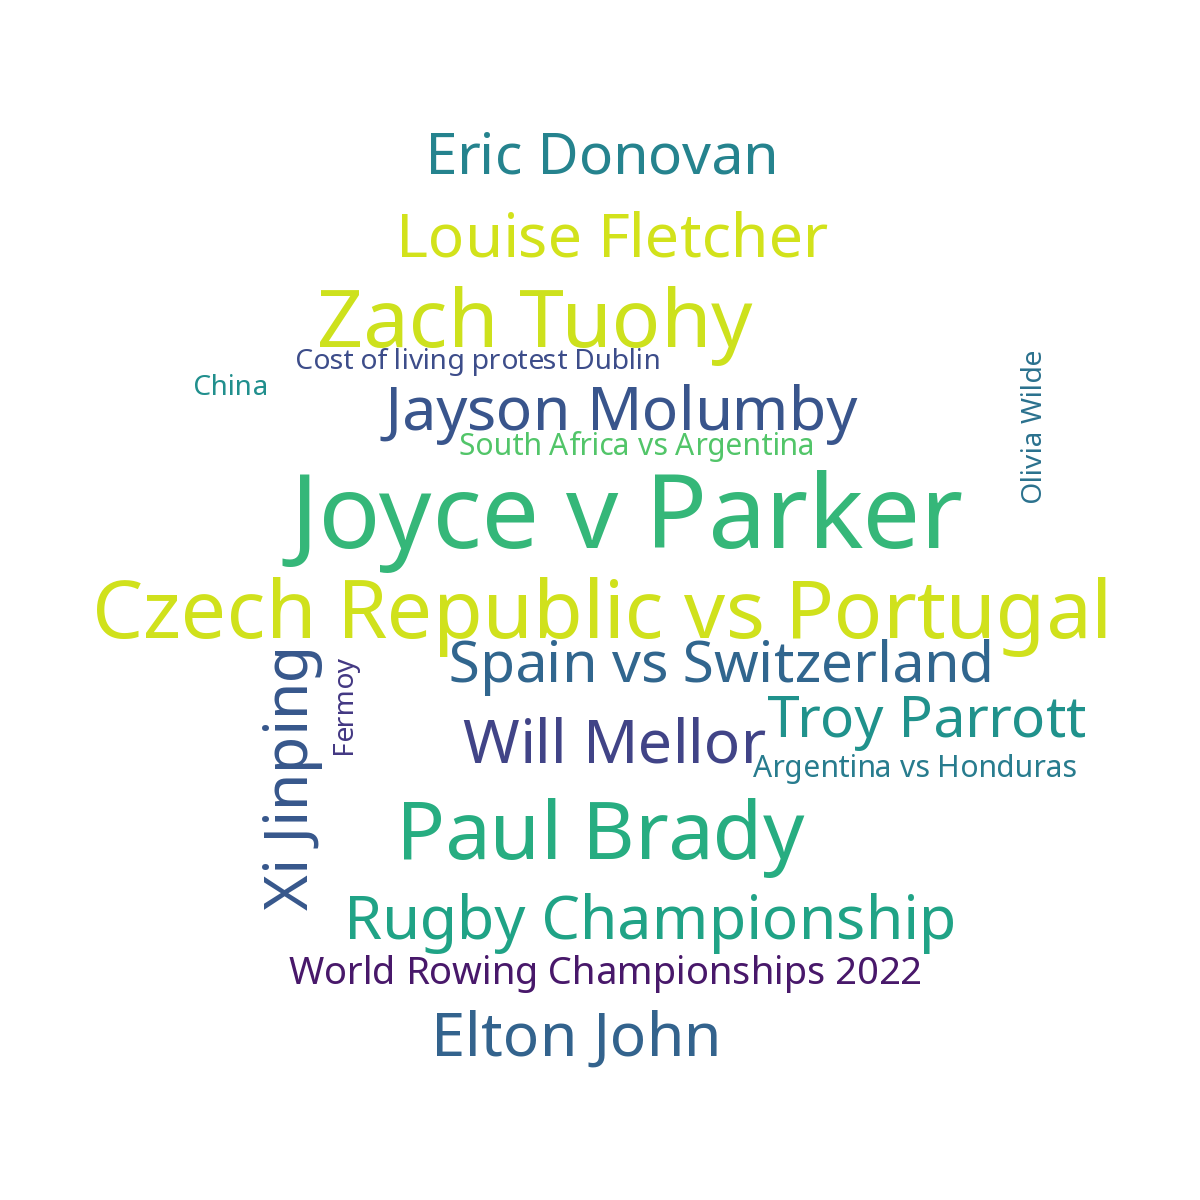 Eric Donovan
Louise Fletcher
Zach Tuohy
Cost of living protest Dublin
China
Olivia Wilde
Jayson Molumby
South Africa vs Argentina
Joyce v Parker
Czech Republic vs Portugal
Spain vs Switzerland
Xi Jinping
Fermoy
Troy Parrott
Will Mellor
Argentina vs Honduras
Paul Brady
Rugby Championship
World Rowing Championships 2022
Elton John